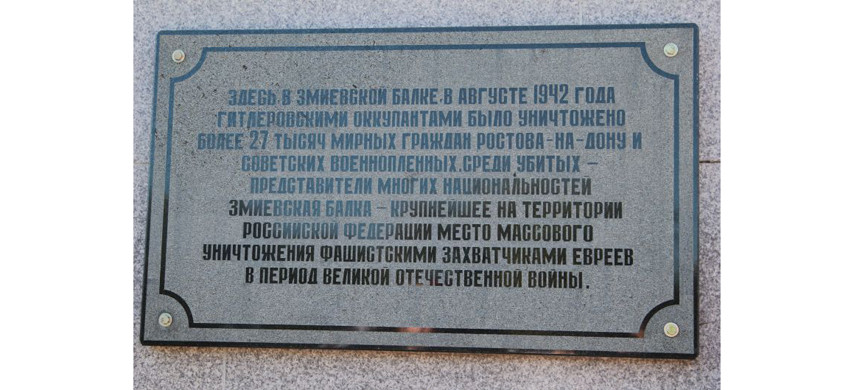 ЗДЕСЬ, В ЗМИЕВСКОЙ БАЛКЕ, В АВГУСТЕ 1942 ГОДА
ГИТЛЕРОВСКИМИ ОККУПАНТАМИ БЫЛО УНИЧТОЖЕНО
БОЛЕЕ 27 ТЫСЯЧ МИРНЫХ ГРАЖДАН РОСТОВА-НА-ДОНУ И
СОВЕТСКИХ ВОЕННОПЛЕННЫХ. СРЕДИ УБИТЫХ –
ПРЕДСТАВИТЕЛИ МНОГИХ НАЦИОНАЛЬНОСТЕЙ
ЗМИЕВСКАЯ БАЛКА – КРУПНЕЙШЕЕ НА ТЕРРИТОРИИ
РОССИЙСКОЙ ФЕДЕРАЦИИ МЕСТО МАССОВОГО
УНИЧТОЖЕНИЯ ФАШИСТСКИМИ ЗАХВАТЧИКАМИ ЕВРЕЕВ
В ПЕРИОД ВЕЛИКОЙ ОТЕЧЕСТВЕННОЙ ВОЙНЫ.